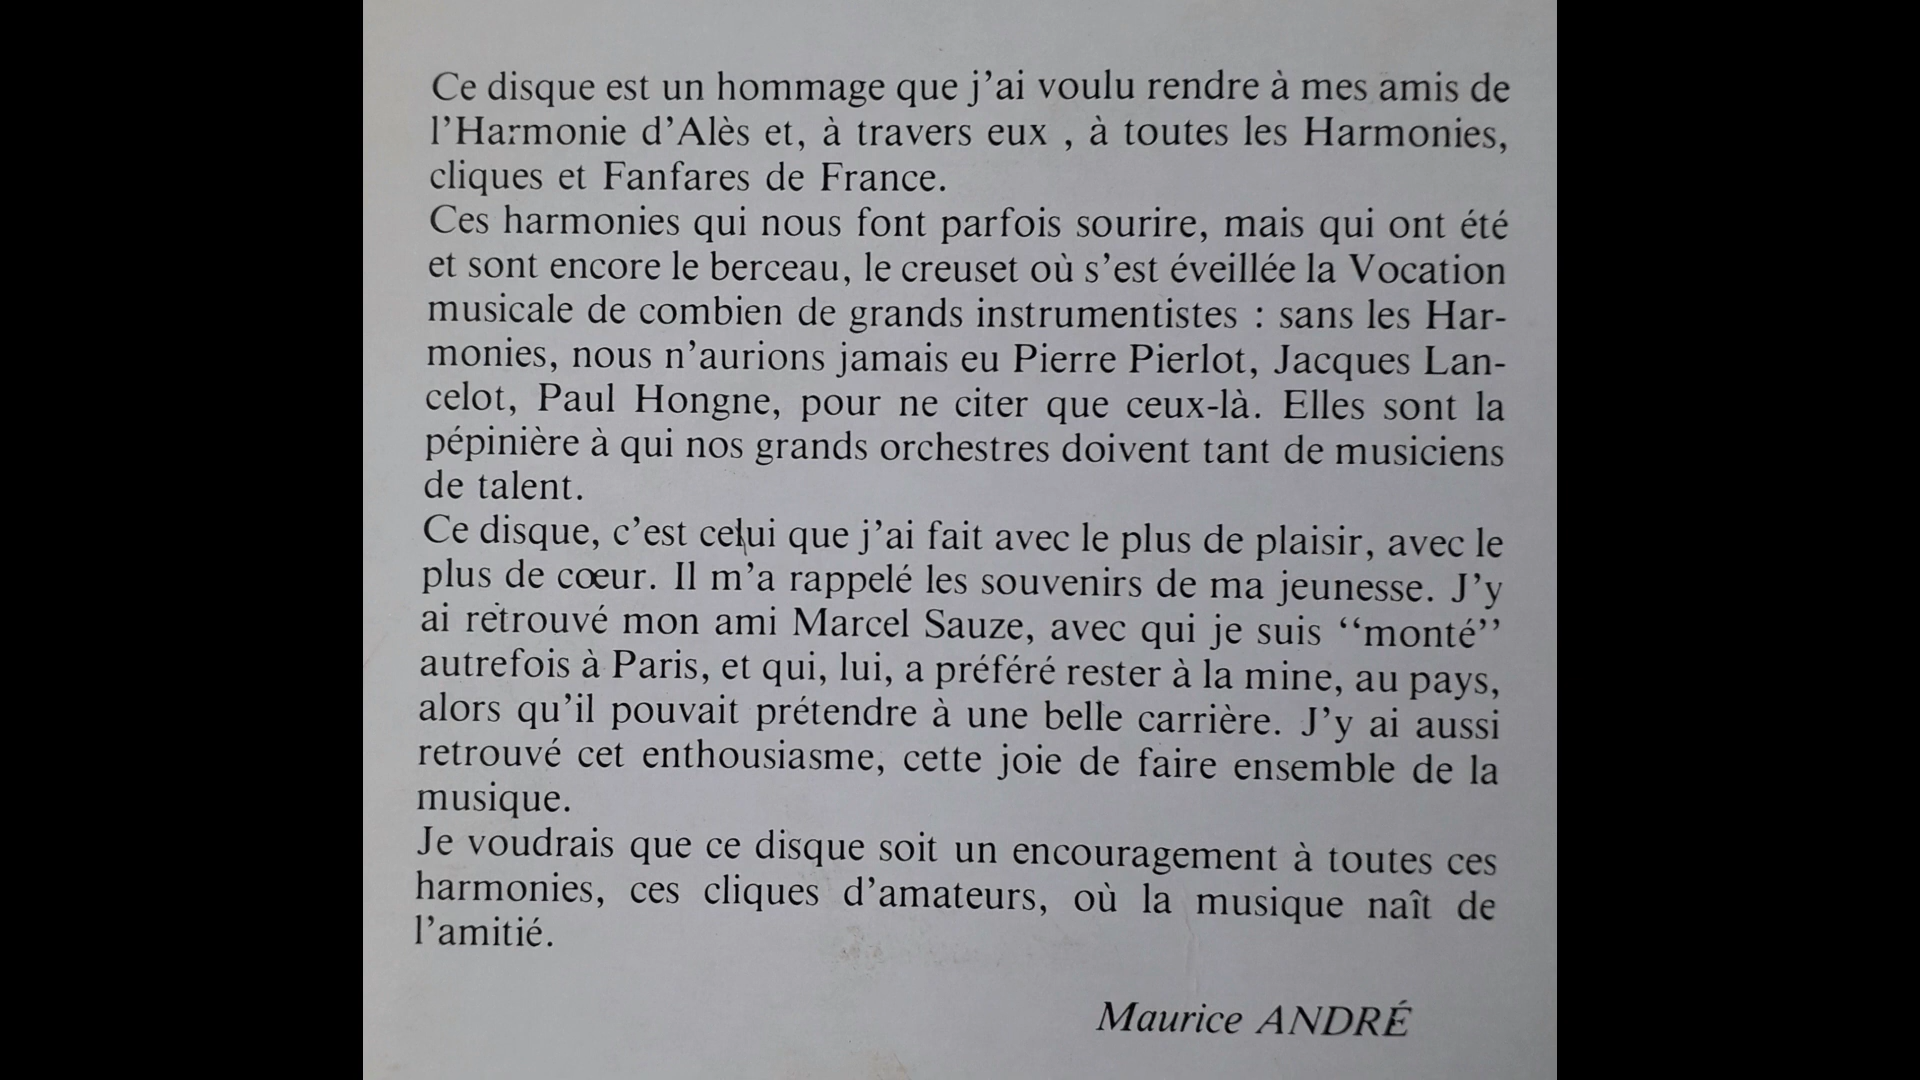 Ce disque est un hommage que j’ai voulu rendre à mes amis de
l’Harmonie d’Alès et, à travers eux , à toutes les Harmonies,
cliques et Fanfares de France.
Ces harmonies qui nous font parfois sourire, mais qui ont été
et sont encore le berceau, le creuset où s’est éveillée la Vocation
musicale de combien de grands instrumentistes : sans les Har-
monies, nous n’aurions jamais eu Pierre Pierlot, Jacques Lan-
celot, Paul Hongne, pour ne citer que ceux-là. Elles sont la
pépinière à qui nos grands orchestres doivent tant de musiciens
de talent.
Ce disque, c’est celui que j’ai fait avec le plus de plaisir, avec le
plus de cœur. Il m’a rappelé les souvenirs de ma jeunesse. J’y
ai retrouvé mon ami Marcel Sauze, avec qui je suis ‘‘monté’’
autrefois à Paris, et qui, lui, a préféré rester à la mine, au pays,
alors qu’il pouvait prétendre à une belle carrière. J’y ai aussi
retrouvé cet enthousiasme, cette joie de faire ensemble de la
musique.
Je voudrais que ce disque soit un encouragement à toutes ces
harmonies, ces cliques d’amateurs, où la musique naît de
l’amitié.
Maurice ANDRÉ